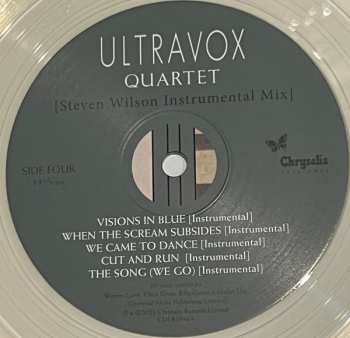 ULTRAVOX
QUARTET
[Steven Wilson Instrumental Mix]
Chrysalis
SIDE FOUR
VISIONS IN BLUE [Instrumental]
WHEN THE SCREAM SUBSIDES [Instrumental]
WE CAME TO DANCE [Instrumental]
CUT AND RUN [Instrumental]
THE SONG (WE GO) [Instrumental]